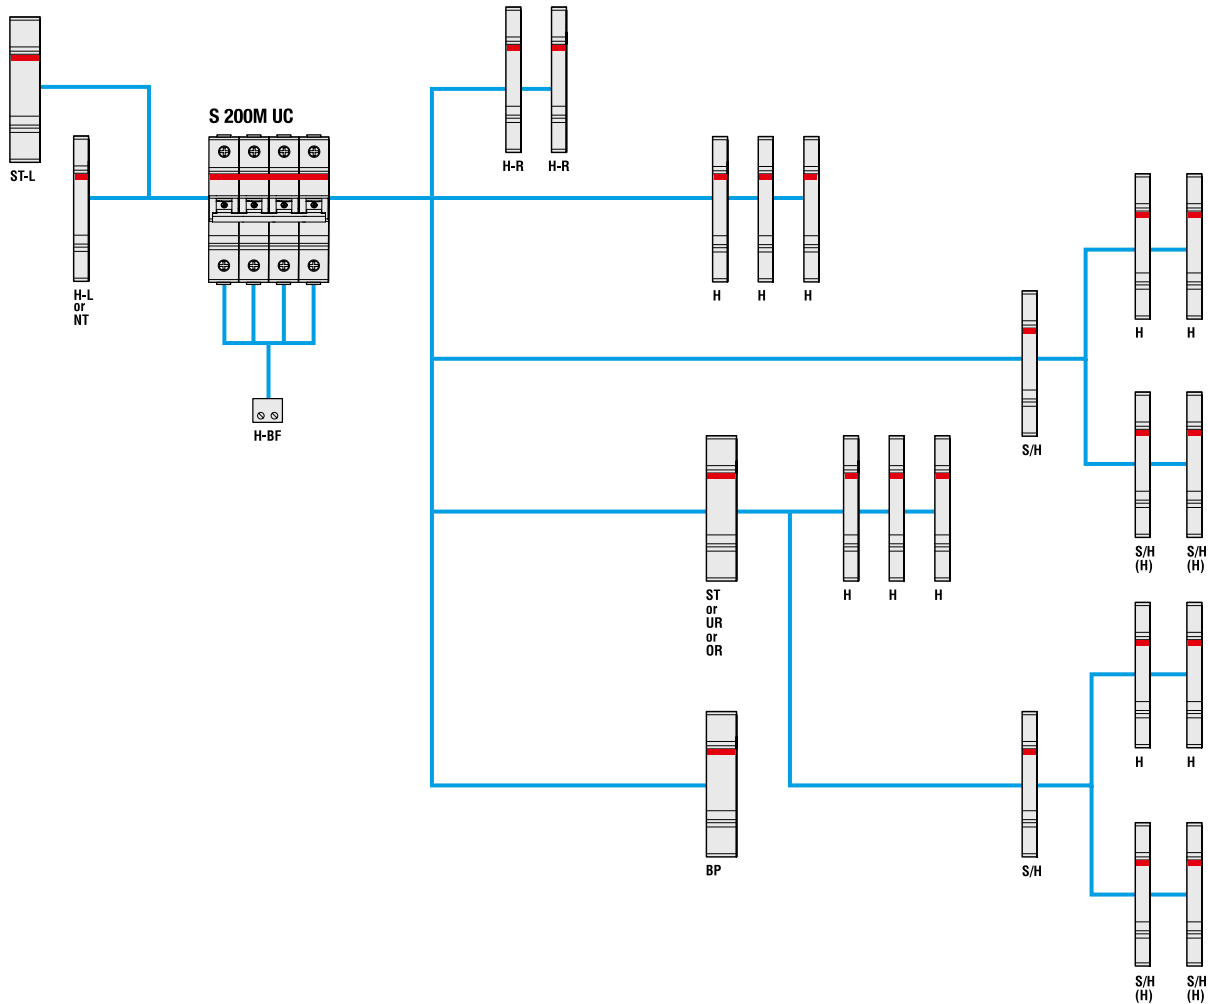 S 200M UC
H-R
H-R
ST-L
H-L
or
NT
H
H
H
H
H
H-BF
S/H
S/H
(H)
S/H
(H)
ST
or
UR
or
OR
H
H
H
H
H
BP
S/H
S/H
(H)
S/H
(H)